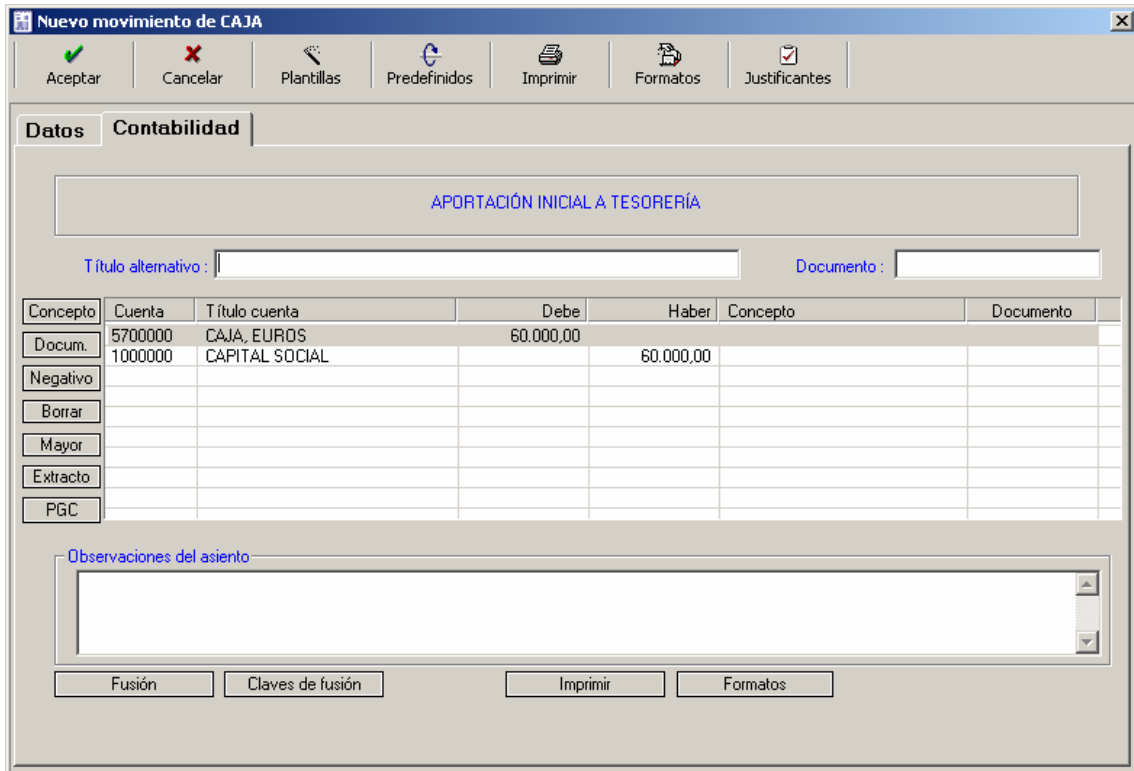 Nuevo movimiento de CAJA
Aceptar Cancelar Plantillas Predefinidos Imprimir Formatos Justificantes
Datos Contabilidad
APORTACIÓN INICIAL A TESORERÍA
Título alternativo : Documento :
Concepto Cuenta Título cuenta Debe Haber Concepto Documento
5700000 CAJA, EUROS 60.000,00
Docum.
1000000 CAPITAL SOCIAL 60.000,00
Negativo
Borrar
Mayor
Extracto
PGC
Observaciones del asiento
Fusión Claves de fusión Imprimir Formatos